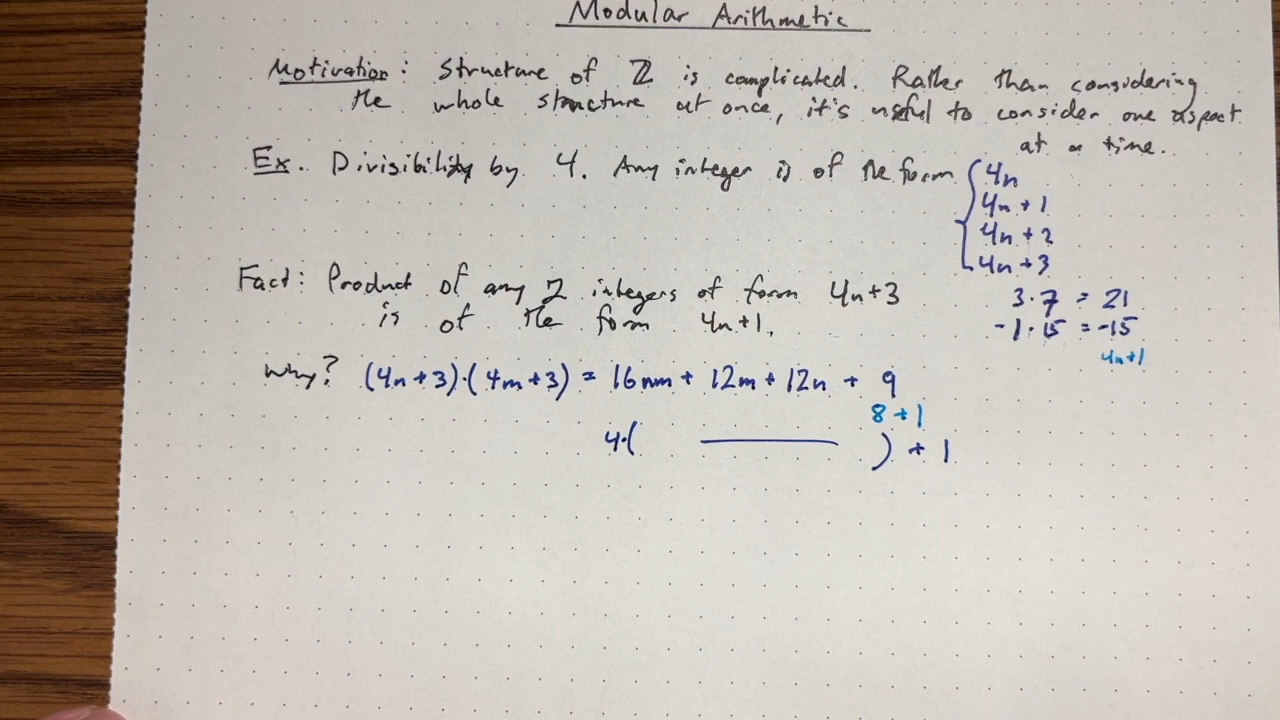 Modular Arithmetic
Motivation: Structure of ℤ is complicated. Rather than considering
the whole structure at once, it's useful to consider one aspect
at a time.
Ex. Divisibility by 4. Any integer is of the form { 4n
4n + 1
4n + 2
4n + 3
Fact: Product of any 2 integers of form 4n+3
is of the form 4n+1.
3·7 = 21
-1·15 = -15
4n+1
Why? (4n+3)·(4m+3) = 16nm + 12m + 12n + 9
8 + 1
4·( ——— ) + 1